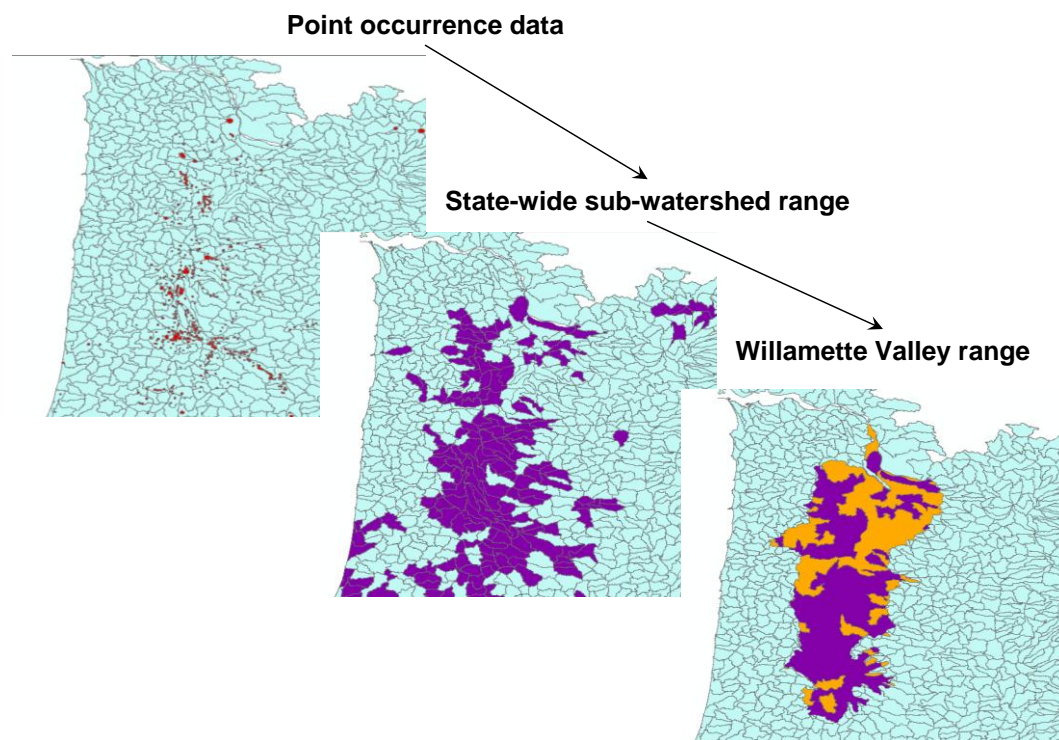 Point occurrence data
State-wide sub-watershed range
Willamette Valley range